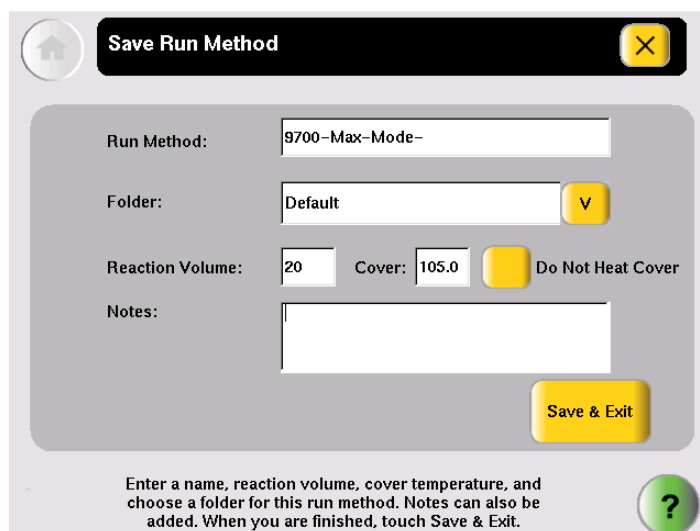 Save Run Method
X
Run Method: 9700-Max-Mode-
Folder: Default V
Reaction Volume: 20 Cover: 105.0 Do Not Heat Cover
Notes:
Save & Exit
Enter a name, reaction volume, cover temperature, and
choose a folder for this run method. Notes can also be
added. When you are finished, touch Save & Exit.
?